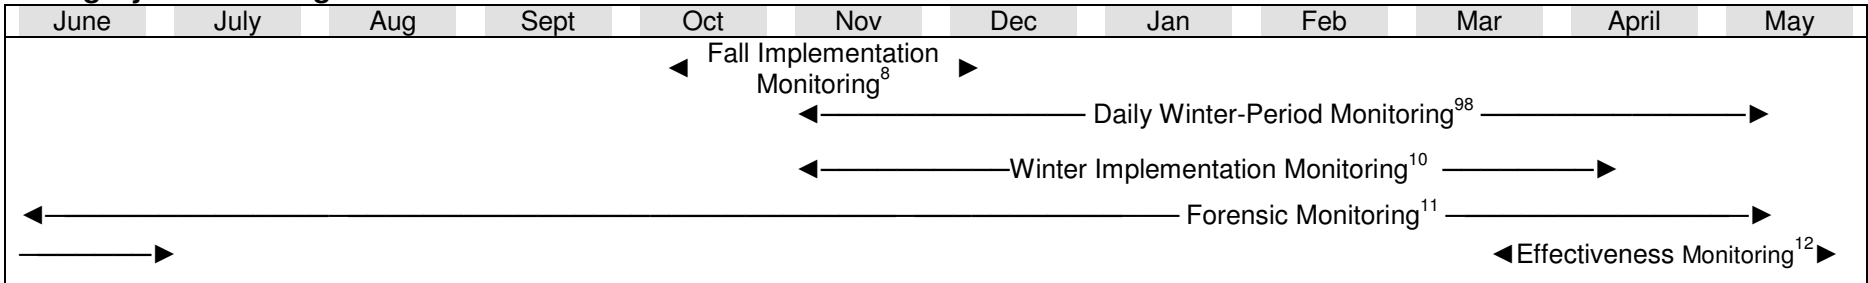 June July Aug Sept Oct Nov Dec Jan Feb Mar April May
Fall Implementation
Monitoring8
Daily Winter-Period Monitoring98
Winter Implementation Monitoring10
Forensic Monitoring11
Effectiveness Monitoring12